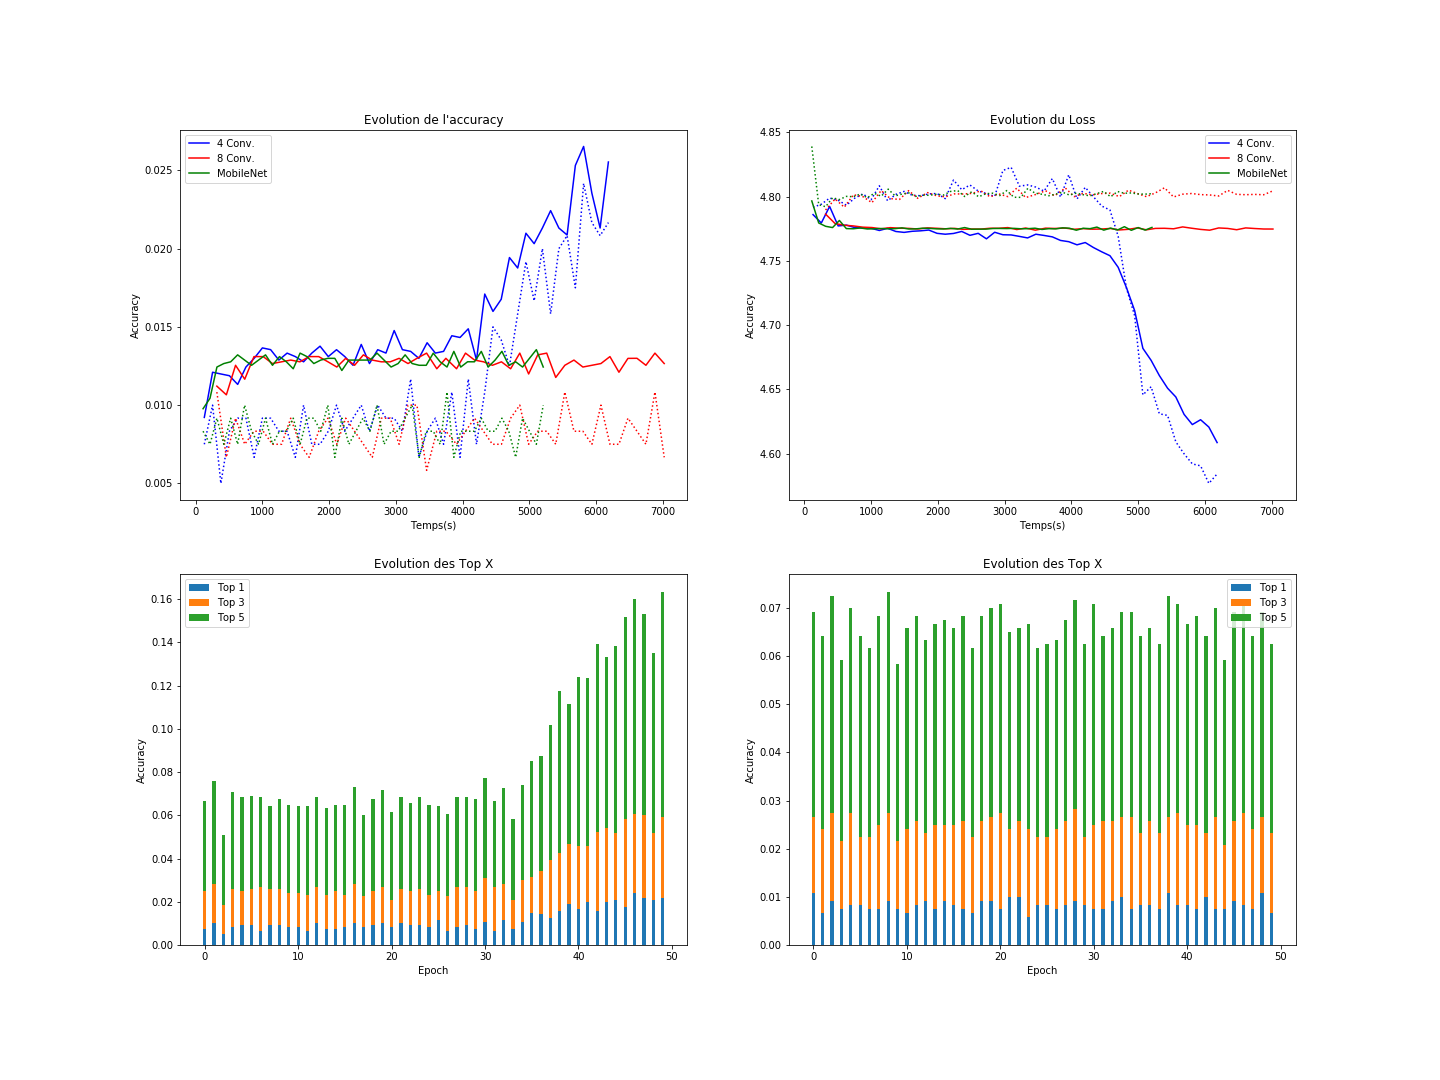 Evolution de l'accuracy
4 Conv.
8 Conv.
MobileNet
0.025
0.020
0.015
0.010
0.005
Accuracy
0 1000 2000 3000 4000 5000 6000 7000
Temps(s)
Evolution du Loss
4 Conv.
8 Conv.
MobileNet
4.85
4.80
4.75
4.70
4.65
4.60
Accuracy
0 1000 2000 3000 4000 5000 6000 7000
Temps(s)
Evolution des Top X
Top 1
Top 3
Top 5
0.16
0.14
0.12
0.10
0.08
0.06
0.04
0.02
0.00
Accuracy
0 10 20 30 40 50
Epoch
Evolution des Top X
Top 1
Top 3
Top 5
0.07
0.06
0.05
0.04
0.03
0.02
0.01
0.00
Accuracy
0 10 20 30 40 50
Epoch